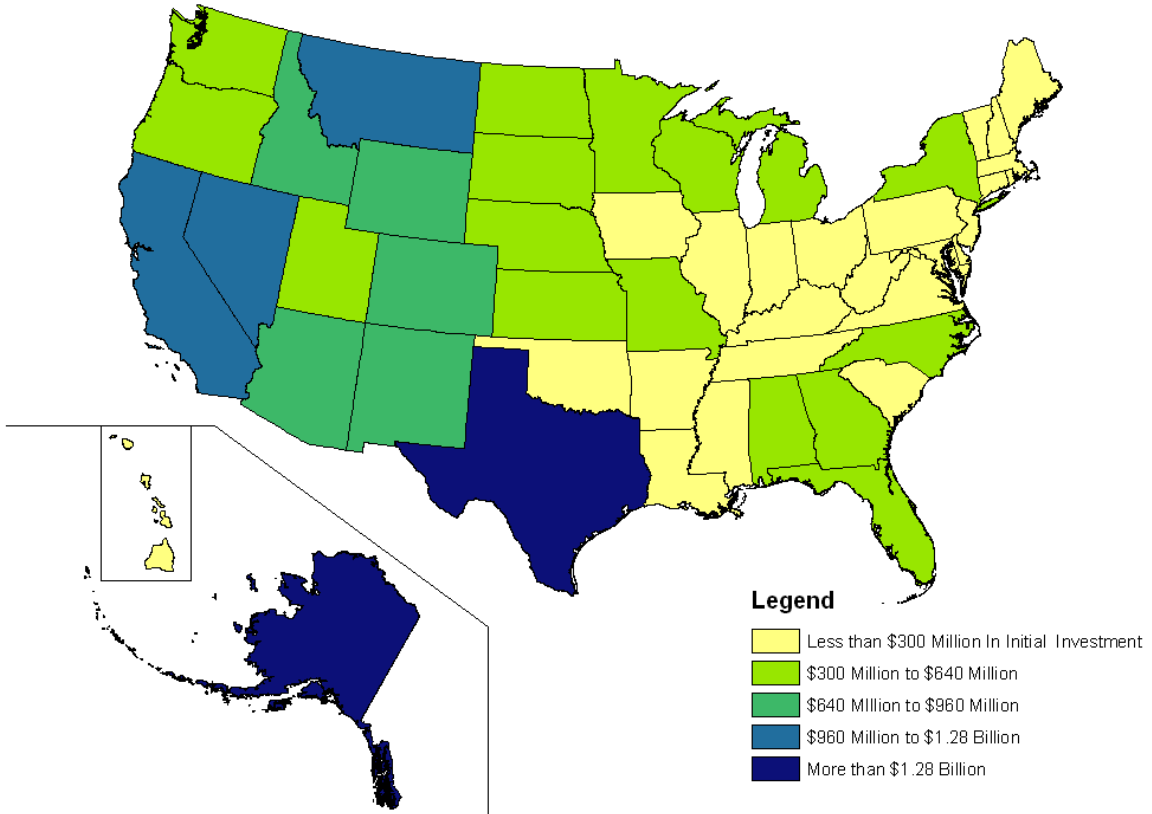 Legend
Less than $300 Million In Initial Investment
$300 Million to $640 Million
$640 MIllion to $960 Million
$960 Million to $1.28 Billion
More than $1.28 Billion